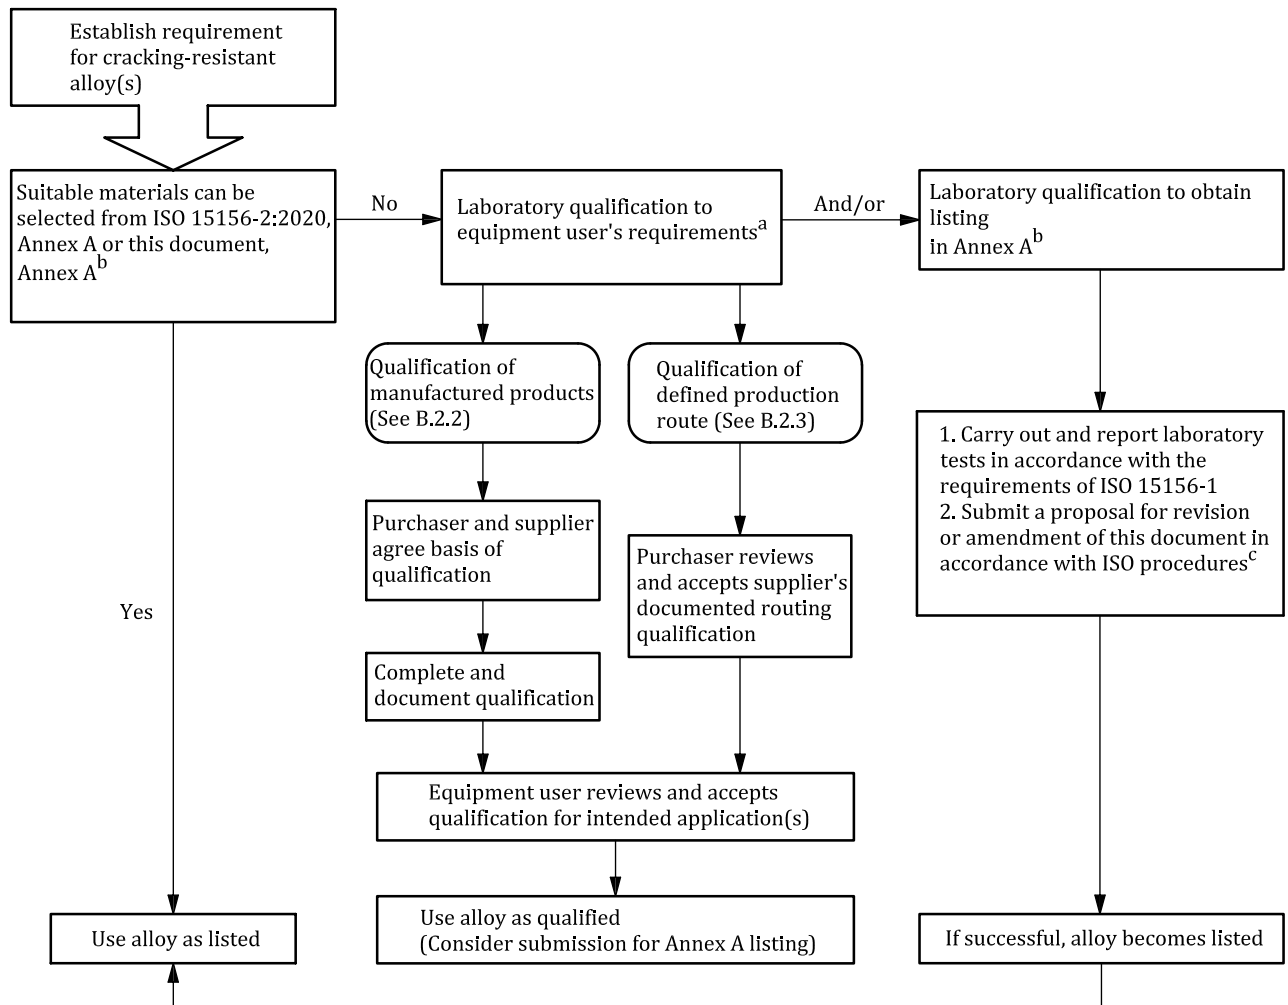 Establish requirement
for cracking-resistant
alloy(s)
Suitable materials can be
selected from ISO 15156-2:2020,
Annex A or this document,
Annex A b
No
Laboratory qualification to
equipment user's requirements a
And/or
Laboratory qualification to obtain
listing
in Annex A b
Qualification of
manufactured products
(See B.2.2)
Qualification of
defined production
route (See B.2.3)
1. Carry out and report laboratory
tests in accordance with the
requirements of ISO 15156-1
2. Submit a proposal for revision
or amendment of this document in
accordance with ISO procedures c
Purchaser and supplier
agree basis of
qualification
Purchaser reviews
and accepts supplier's
documented routing
qualification
Yes
Complete and
document qualification
Equipment user reviews and accepts
qualification for intended application(s)
Use alloy as listed
Use alloy as qualified
(Consider submission for Annex A listing)
If successful, alloy becomes listed